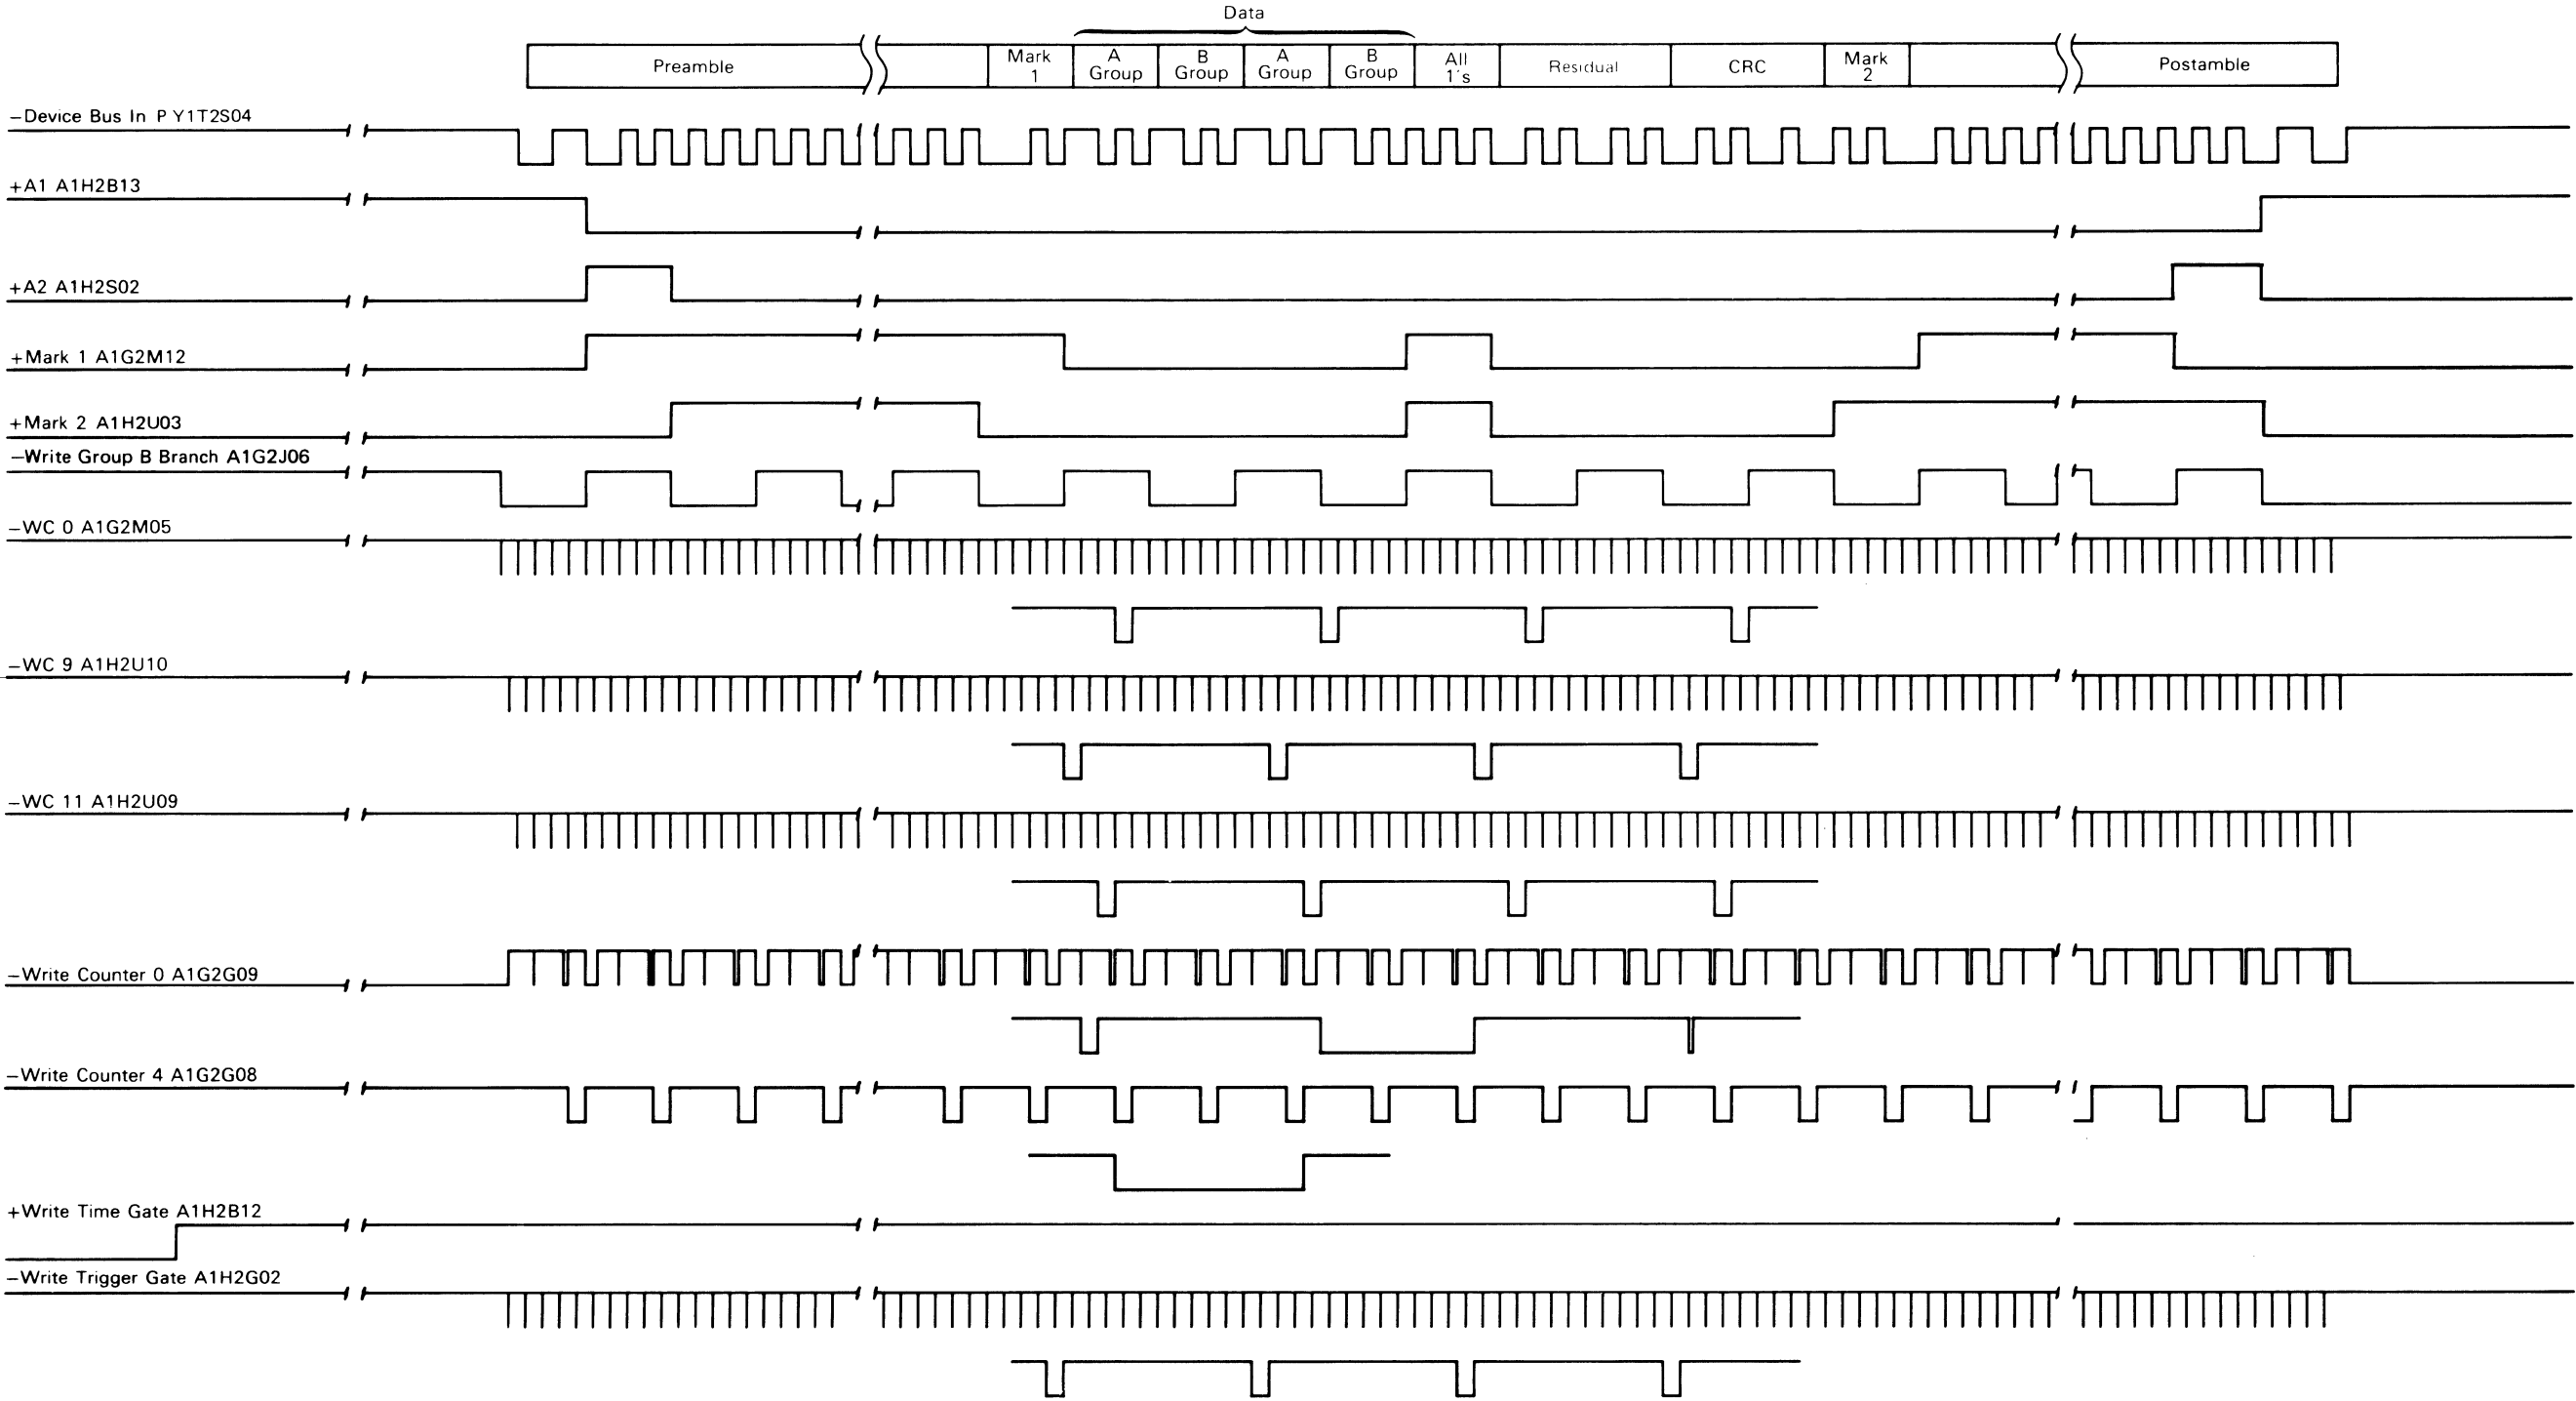 Data
Preamble
Mark
1
A
Group
B
Group
A
Group
B
Group
All
1's
Residual
CRC
Mark
2
Postamble
–Device Bus In P Y1T2S04
+A1 A1H2B13
+A2 A1H2S02
+Mark 1 A1G2M12
+Mark 2 A1H2U03
–Write Group B Branch A1G2J06
–WC 0 A1G2M05
–WC 9 A1H2U10
–WC 11 A1H2U09
–Write Counter 0 A1G2G09
–Write Counter 4 A1G2G08
+Write Time Gate A1H2B12
–Write Trigger Gate A1H2G02